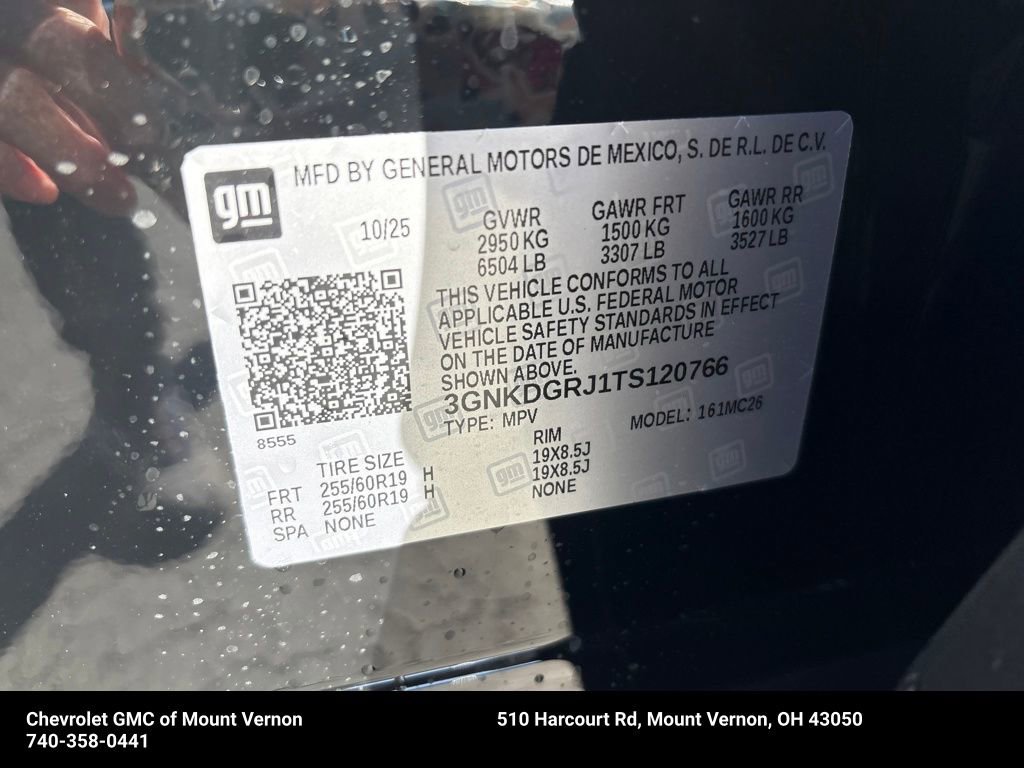 gm
MFD BY GENERAL MOTORS DE MEXICO, S. DE R.L. DE C.V.
10/25
GVWR GAWR FRT GAWR RR
2950 KG 1500 KG 1600 KG
6504 LB 3307 LB 3527 LB
THIS VEHICLE CONFORMS TO ALL
APPLICABLE U.S. FEDERAL MOTOR
VEHICLE SAFETY STANDARDS IN EFFECT
ON THE DATE OF MANUFACTURE
SHOWN ABOVE.
3GNKDGRJ1TS120766
TYPE: MPV MODEL: 161MC26
8555
TIRE SIZE RIM
FRT 255/60R19 H 19X8.5J
RR 255/60R19 H 19X8.5J
SPA NONE NONE
Chevrolet GMC of Mount Vernon 510 Harcourt Rd, Mount Vernon, OH 43050
740-358-0441